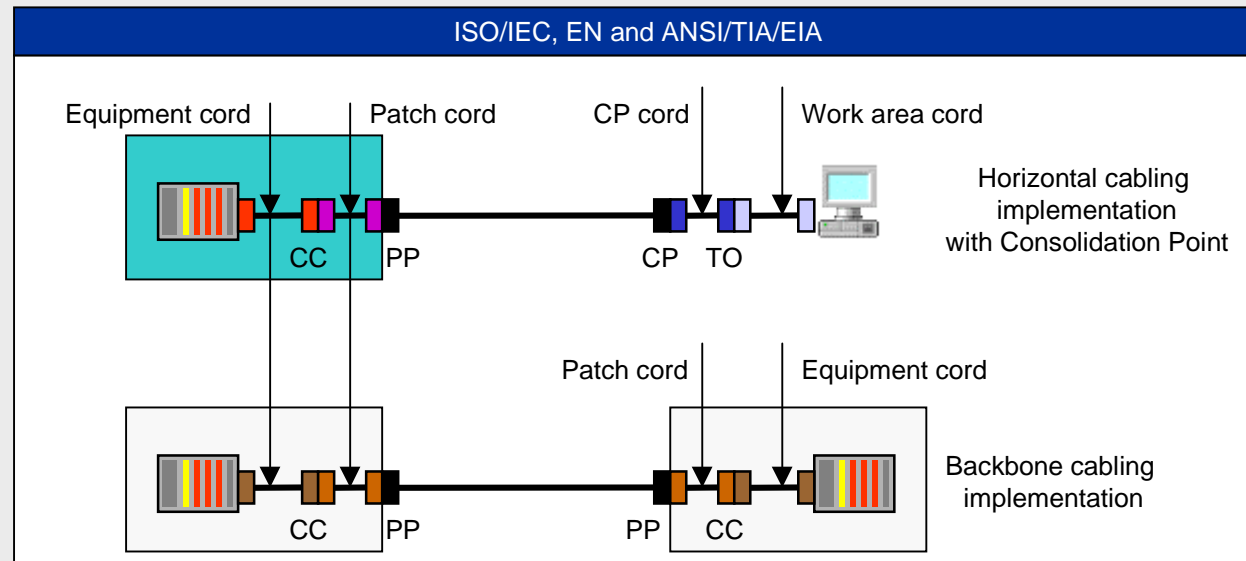 ISO/IEC, EN and ANSI/TIA/EIA
Equipment cord
Patch cord
CP cord
Work area cord
Horizontal cabling
implementation
with Consolidation Point
CC
PP
CP
TO
Patch cord
Equipment cord
Backbone cabling
implementation
CC
PP
PP
CC